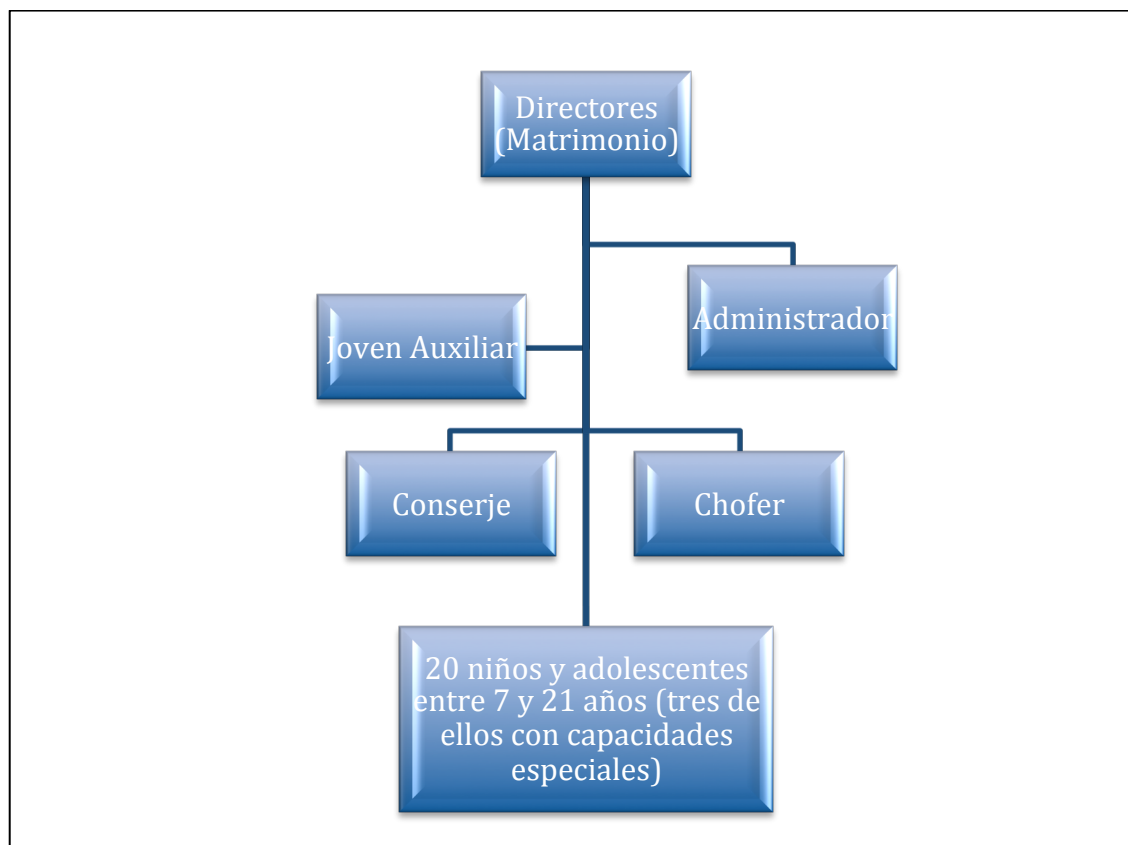 Directores
(Matrimonio)
Administrador
Joven Auxiliar
Conserje
Chofer
20 niños y adolescentes
entre 7 y 21 años (tres de
ellos con capacidades
especiales)